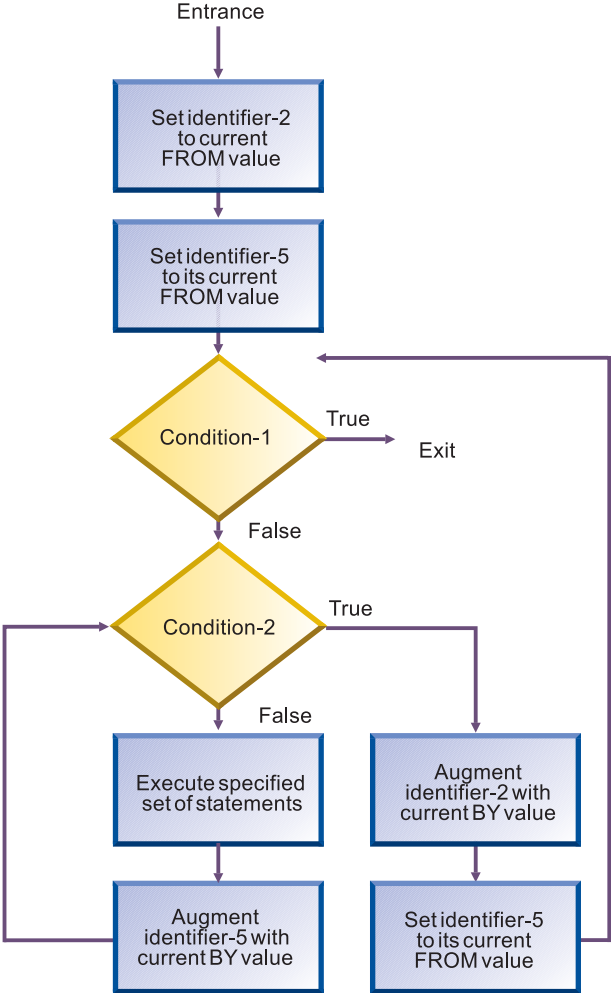 Entrance
Set identifier-2
to current
FROM value
Set identifier-5
to its current
FROM value
Condition-1
True
Exit
False
Condition-2
True
False
Execute specified
set of statements
Augment
identifier-2 with
current BY value
Augment
identifier-5 with
current BY value
Set identifier-5
to its current
FROM value